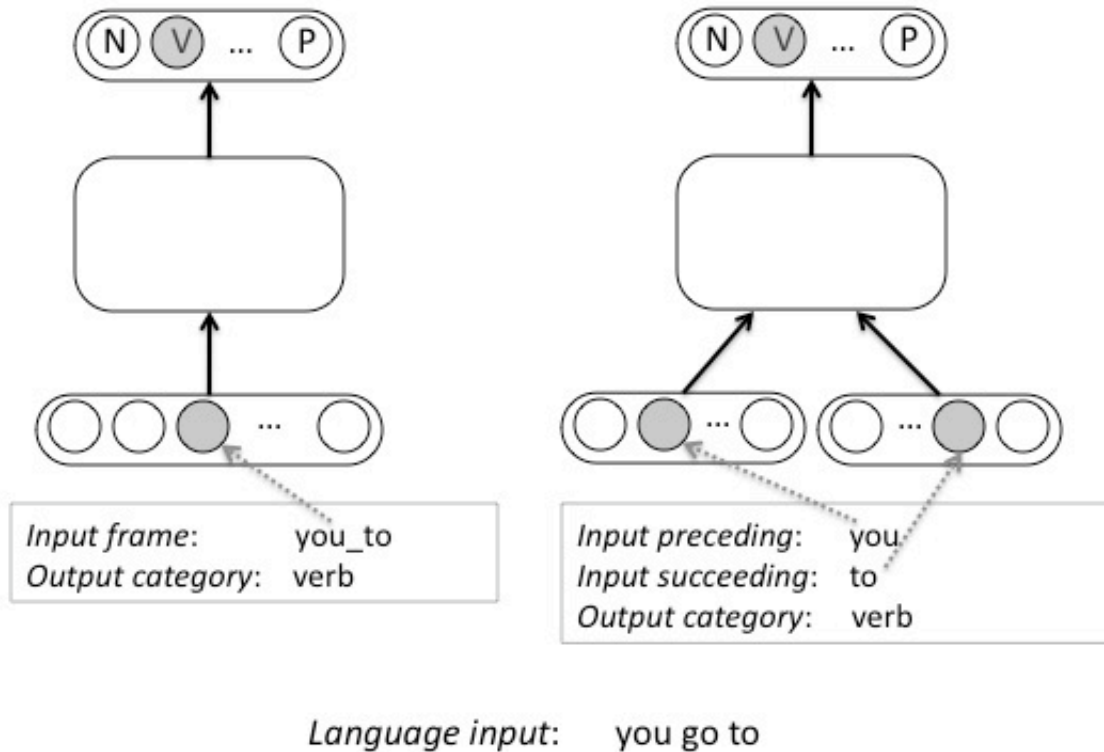 N V ... P
N V ... P
...
... ...
Input frame: you_to
Output category: verb
Input preceding: you
Input succeeding: to
Output category: verb
Language input: you go to